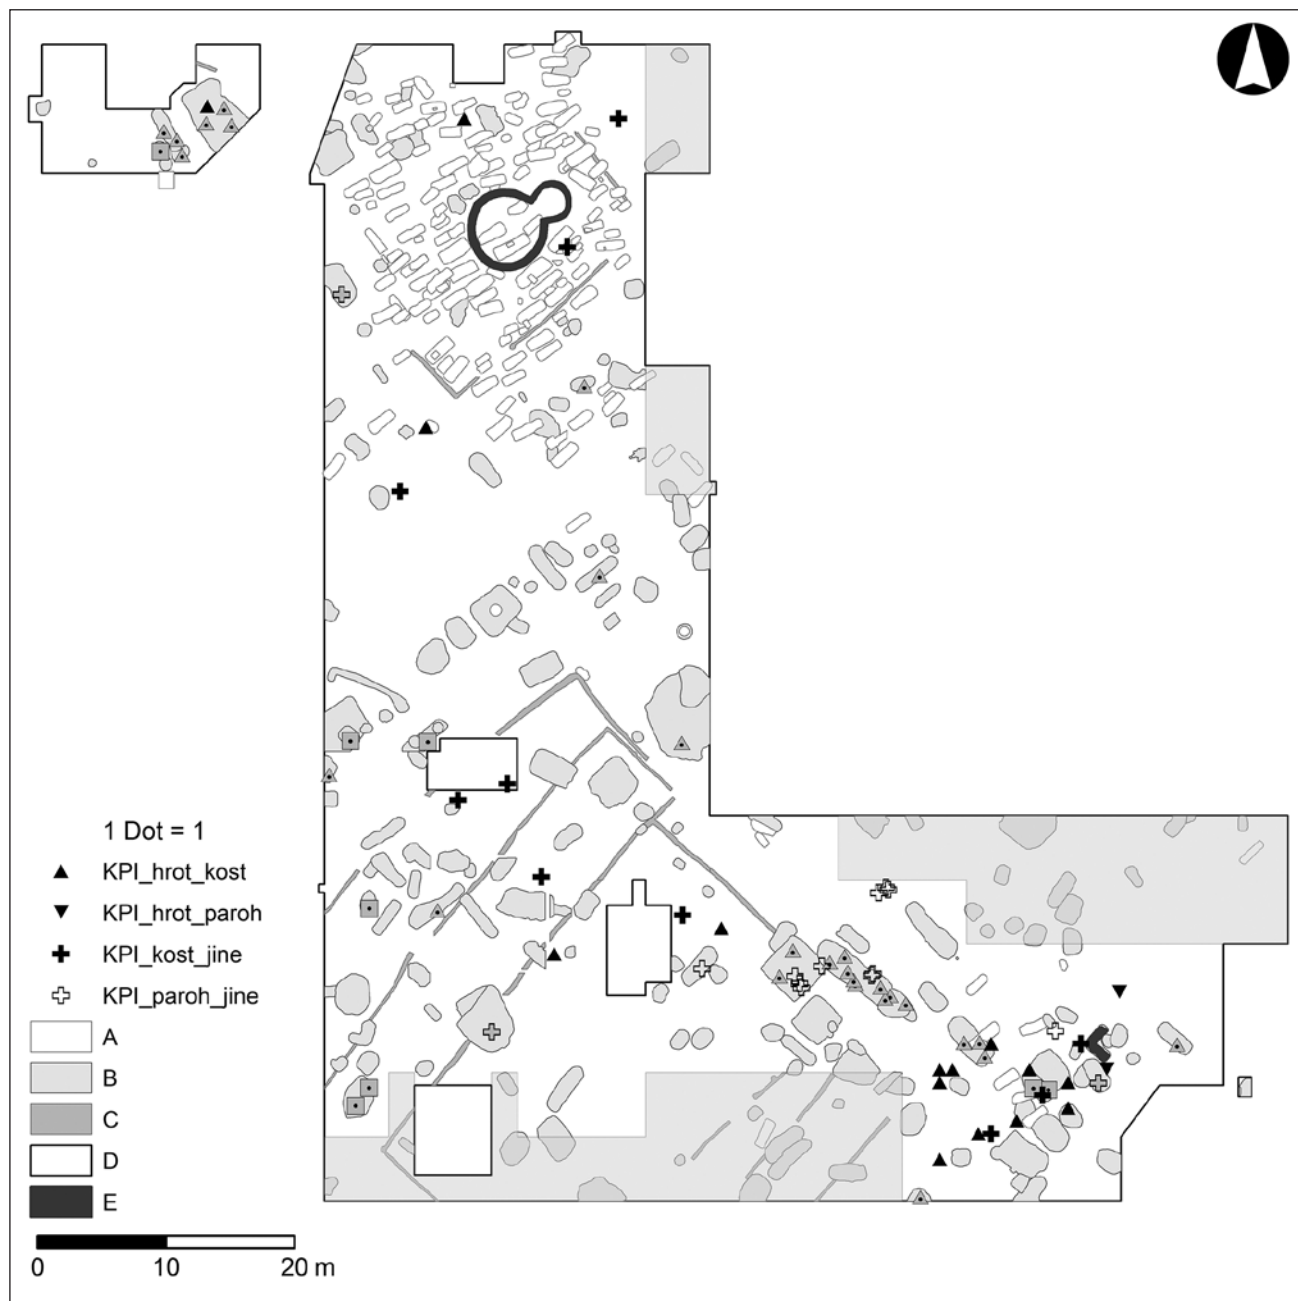 1 Dot = 1
KPI_hrot_kost
KPI_hrot_paroh
KPI_kost_jine
KPI_paroh_jine
A
B
C
D
E
0 10 20 m